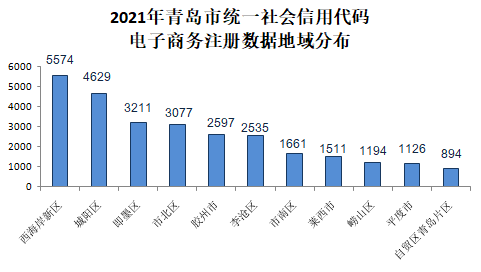 2021年青岛市统一社会信用代码
电子商务注册数据地域分布
6000
5000
4000
3000
2000
1000
0
5574
4629
3211
3077
2597
2535
1661
1511
1194
1126
894
西海岸新区
城阳区
即墨区
市北区
胶州市
李沧区
市南区
莱西市
崂山区
平度市
自贸区青岛片区